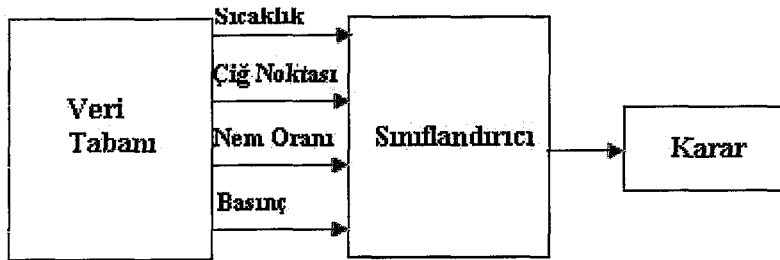 Veri
Tabanı
Sıcaklık
Çiğ Noktası
Nem Oranı
Basınç
Sınıflandırıcı
Karar